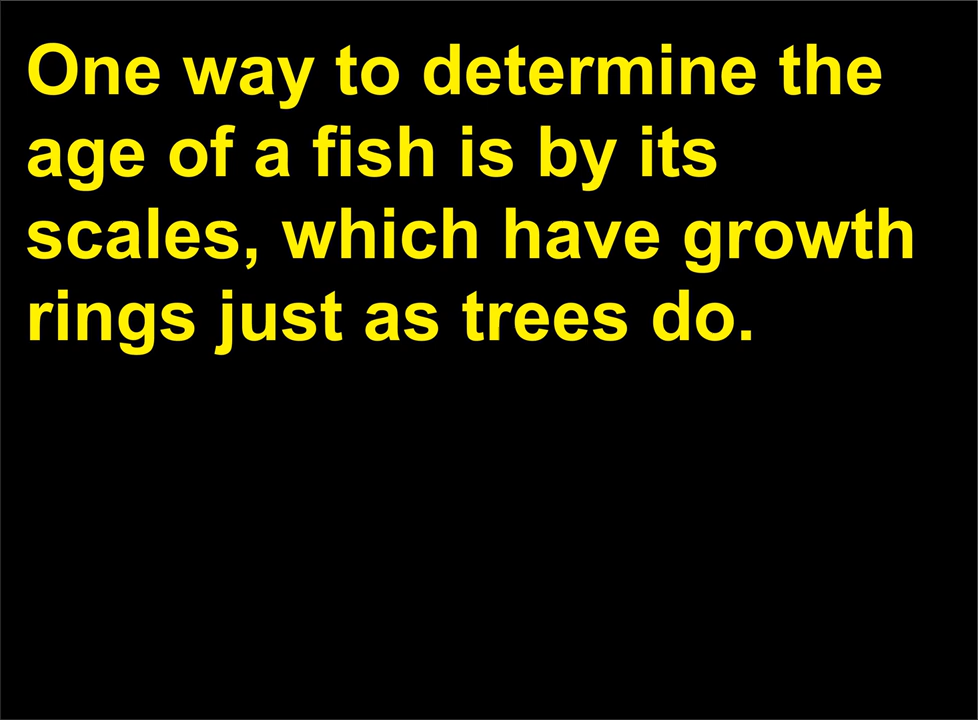 One way to determine the
age of a fish is by its
scales, which have growth
rings just as trees do.